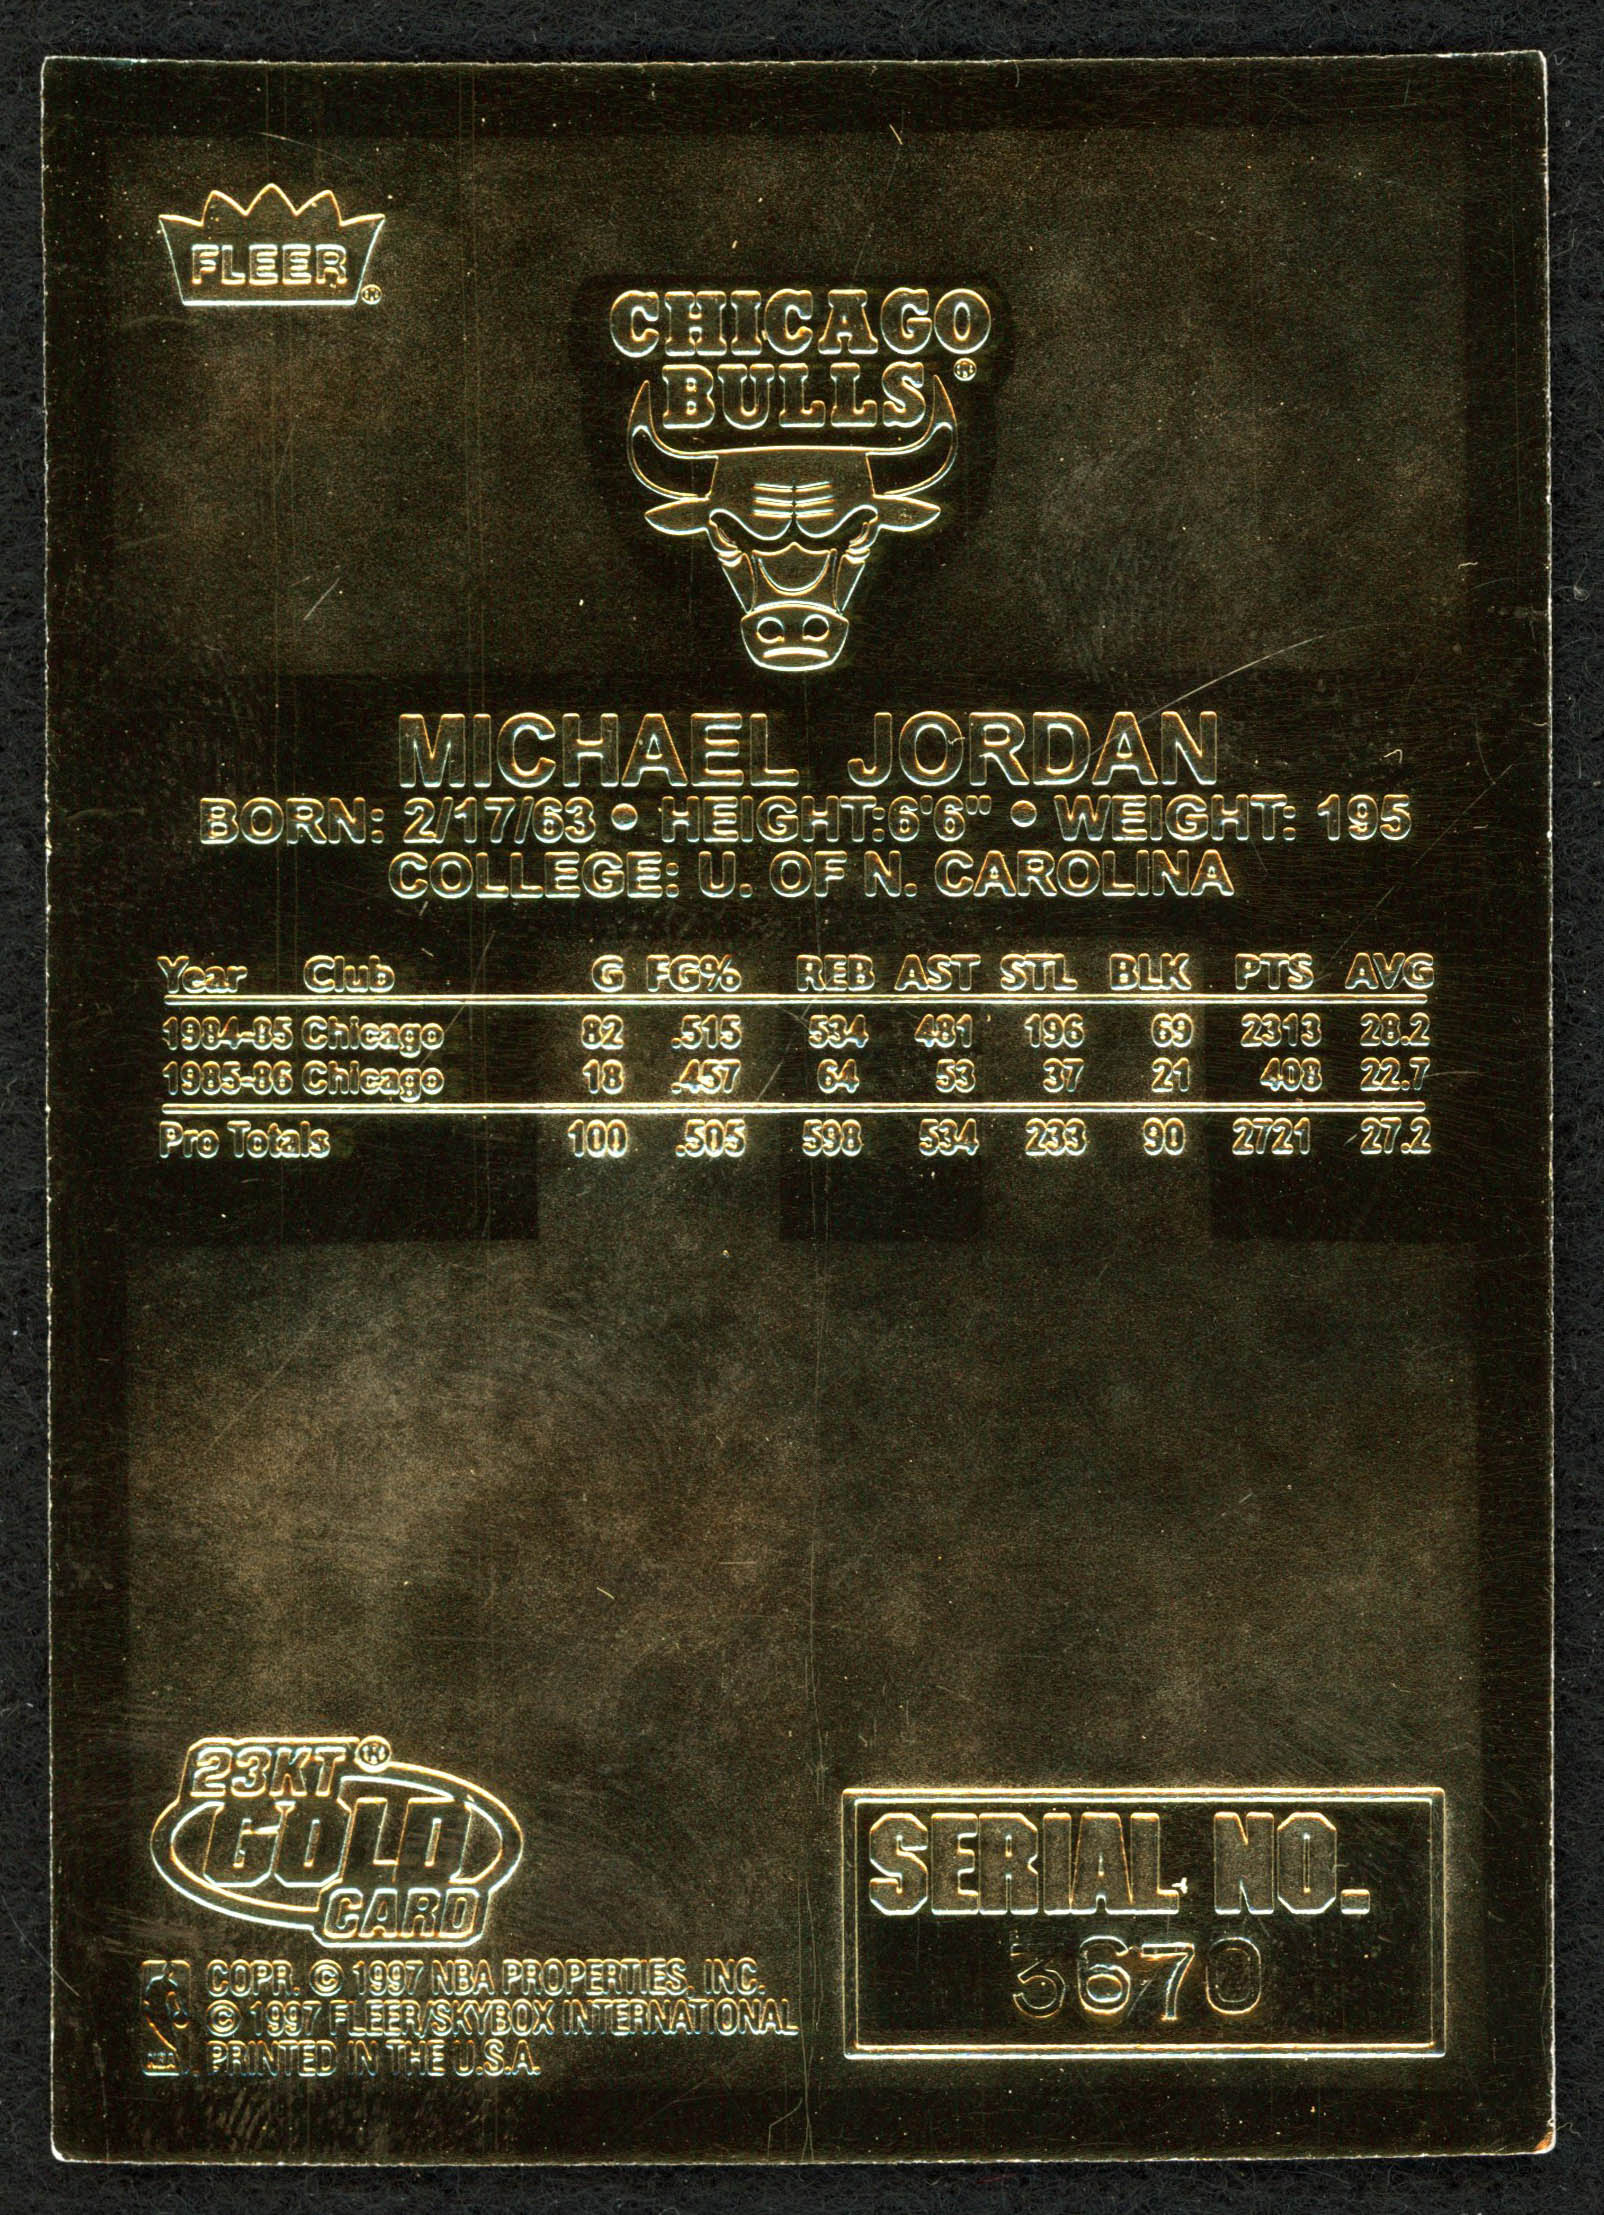 FLEER®
CHICAGO
BULLS®
MICHAEL JORDAN
BORN: 2/17/63 • HEIGHT:6'6" • WEIGHT: 195
COLLEGE: U. OF N. CAROLINA
Year Club G FG% REB AST STL BLK PTS AVG
1984-85 Chicago 82 .515 534 481 196 69 2313 28.2
1985-86 Chicago 18 .457 64 53 37 21 408 22.7
Pro Totals 100 .505 598 534 233 90 2721 27.2
23KT®
GOLD
CARD
SERIAL NO.
3670
NBA
COPR. © 1997 NBA PROPERTIES, INC.
© 1997 FLEER/SKYBOX INTERNATIONAL
PRINTED IN THE U.S.A.